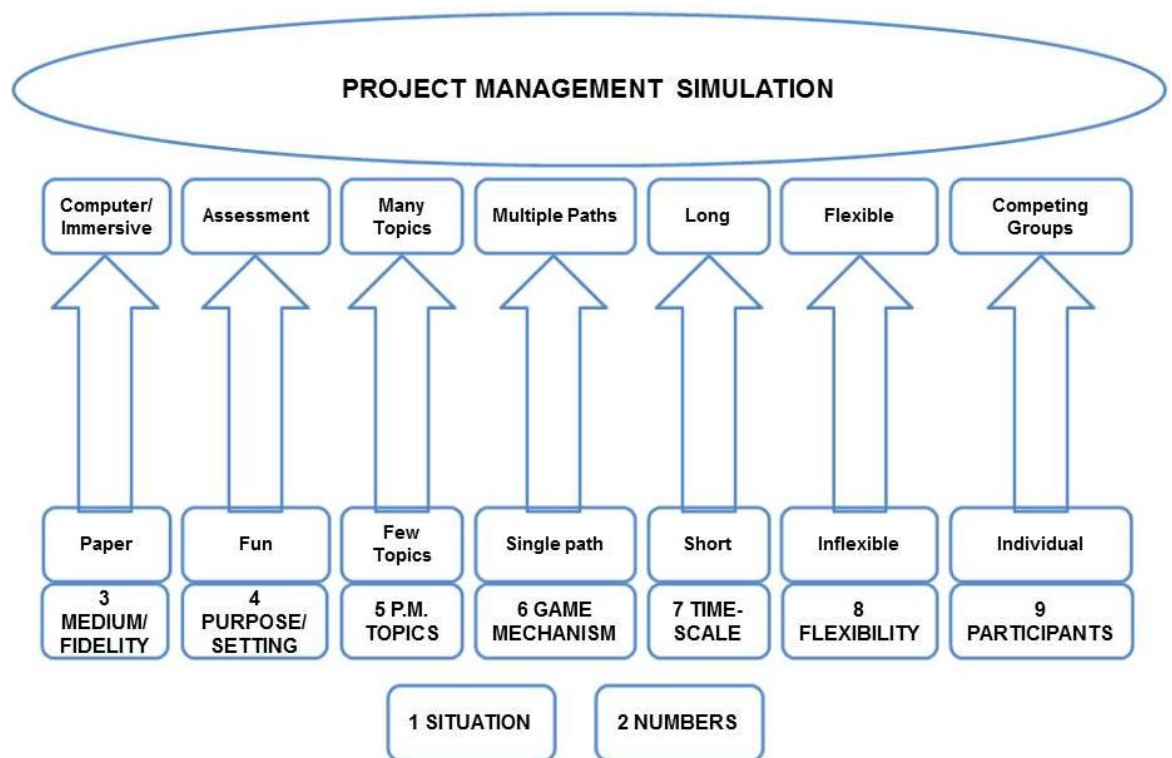 PROJECT MANAGEMENT SIMULATION
Computer/
Immersive
Assessment
Many
Topics
Multiple Paths
Long
Flexible
Competing
Groups
Paper
Fun
Few
Topics
Single path
Short
Inflexible
Individual
3
MEDIUM/
FIDELITY
4
PURPOSE/
SETTING
5 P.M.
TOPICS
6 GAME
MECHANISM
7 TIME-
SCALE
8
FLEXIBILITY
9
PARTICIPANTS
1 SITUATION
2 NUMBERS